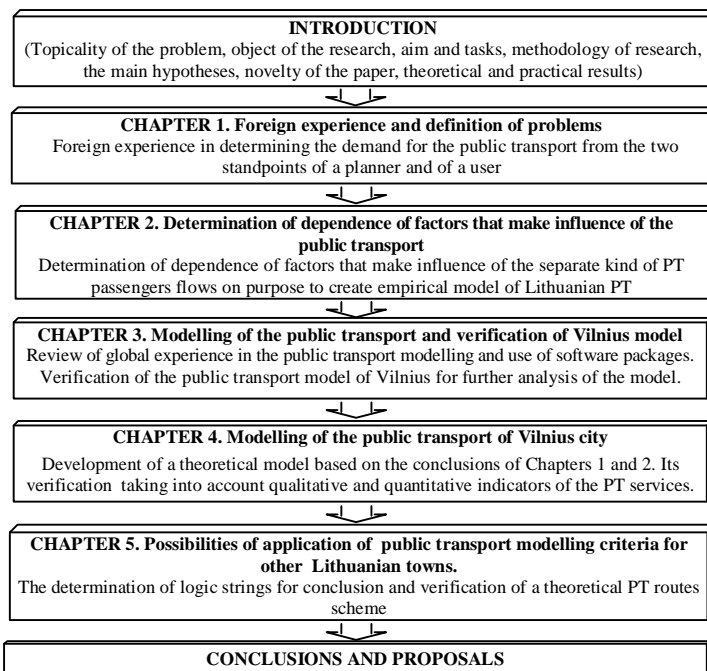 INTRODUCTION
(Topicality of the problem, object of the research, aim and tasks, methodology of research,
the main hypotheses, novelty of the paper, theoretical and practical results)
CHAPTER 1. Foreign experience and definition of problems
Foreign experience in determining the demand for the public transport from the two
standpoints of a planner and of a user
CHAPTER 2. Determination of dependence of factors that make influence of the
public transport
Determination of dependence of factors that make influence of the separate kind of PT
passengers flows on purpose to create empirical model of Lithuanian PT
CHAPTER 3. Modelling of the public transport and verification of Vilnius model
Review of global experience in the public transport modelling and use of software packages.
Verification of the public transport model of Vilnius for further analysis of the model.
CHAPTER 4. Modelling of the public transport of Vilnius city
Development of a theoretical model based on the conclusions of Chapters 1 and 2. Its
verification taking into account qualitative and quantitative indicators of the PT services.
CHAPTER 5. Possibilities of application of public transport modelling criteria for
other Lithuanian towns.
The determination of logic strings for conclusion and verification of a theoretical PT routes
scheme
CONCLUSIONS AND PROPOSALS